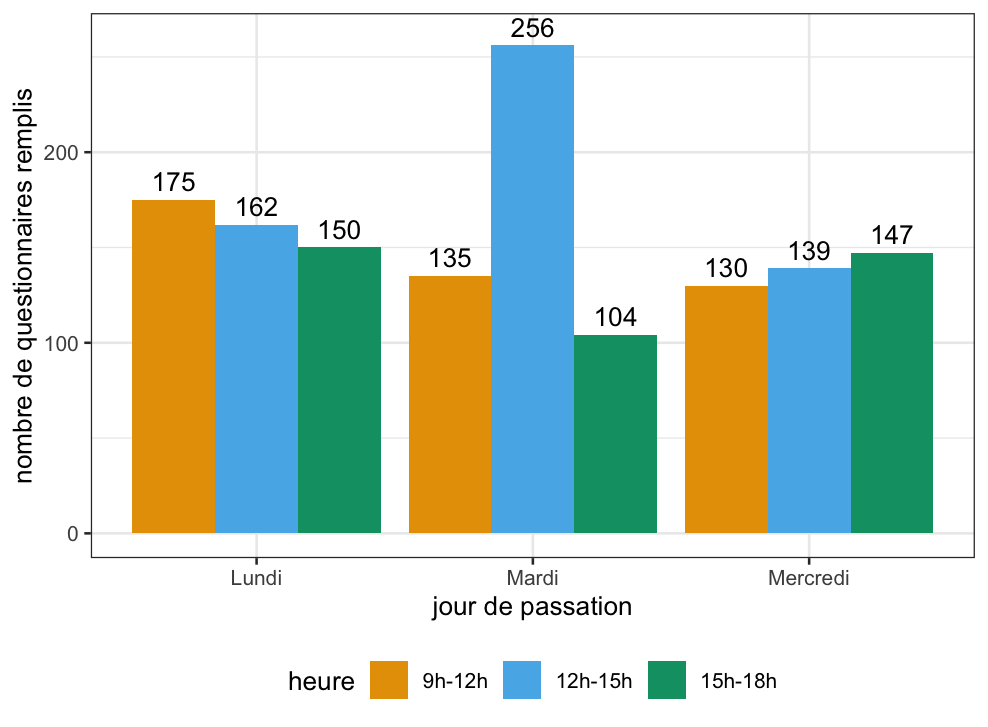 nombre de questionnaires remplis
200
100
0
175
162
150
135
256
104
130
139
147
Lundi
Mardi
Mercredi
jour de passation
heure 9h-12h 12h-15h 15h-18h